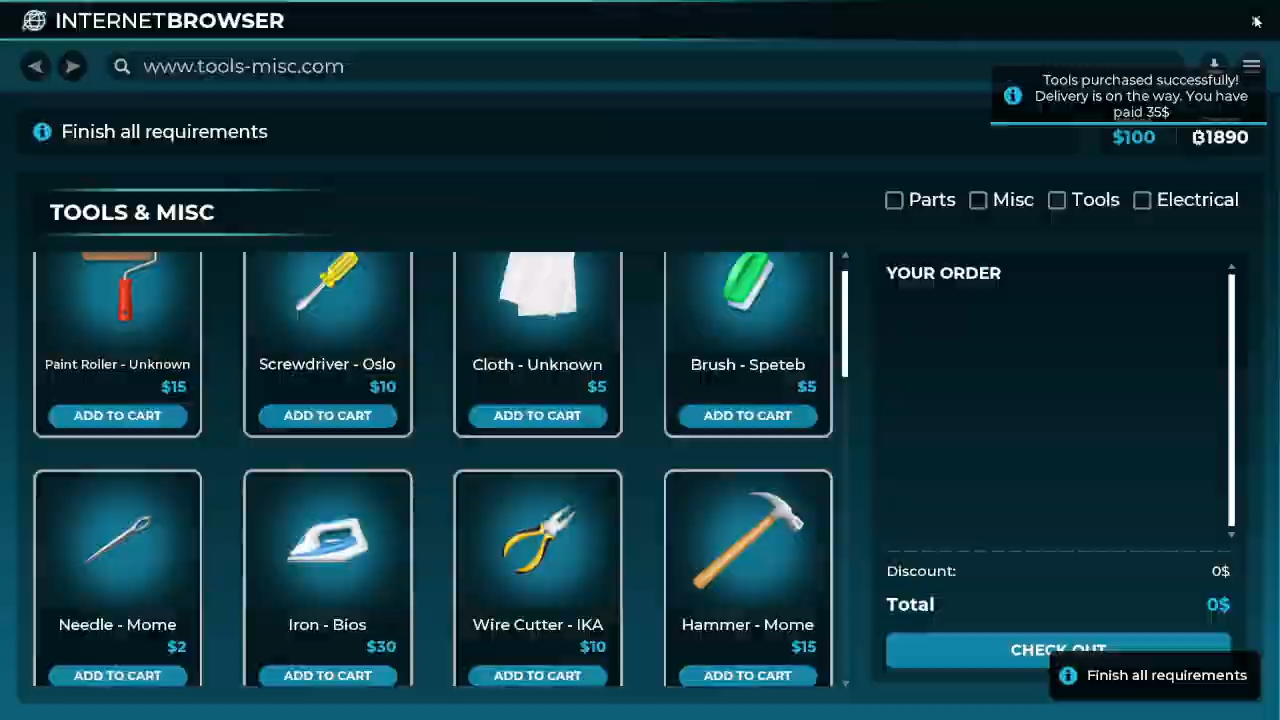 INTERNETBROWSER
www.tools-misc.com
Tools purchased successfully!
Delivery is on the way. You have
paid 35$
Finish all requirements
$100
₿1890
TOOLS & MISC
Parts
Misc
Tools
Electrical
Paint Roller - Unknown
$15
ADD TO CART
Screwdriver - Oslo
$10
ADD TO CART
Cloth - Unknown
$5
ADD TO CART
Brush - Speteb
$5
ADD TO CART
Needle - Mome
$2
ADD TO CART
Iron - Bios
$30
ADD TO CART
Wire Cutter - IKA
$10
ADD TO CART
Hammer - Mome
$15
ADD TO CART
YOUR ORDER
Discount:
0$
Total
0$
CHECK OUT
Finish all requirements